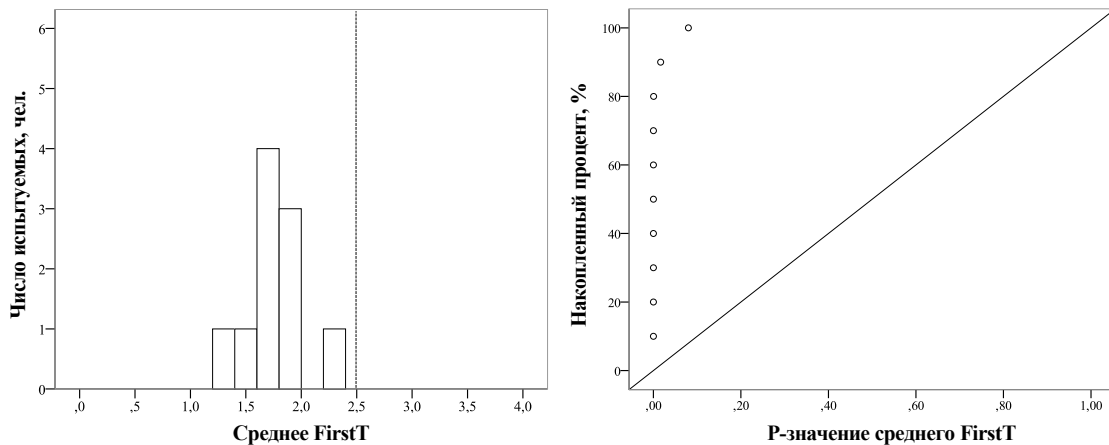 Число испытуемых, чел.
6
5
4
3
2
1
0
,0 ,5 1,0 1,5 2,0 2,5 3,0 3,5 4,0
Среднее FirstT
Накопленный процент, %
100
80
60
40
20
0
,00 ,20 ,40 ,60 ,80 1,00
P-значение среднего FirstT